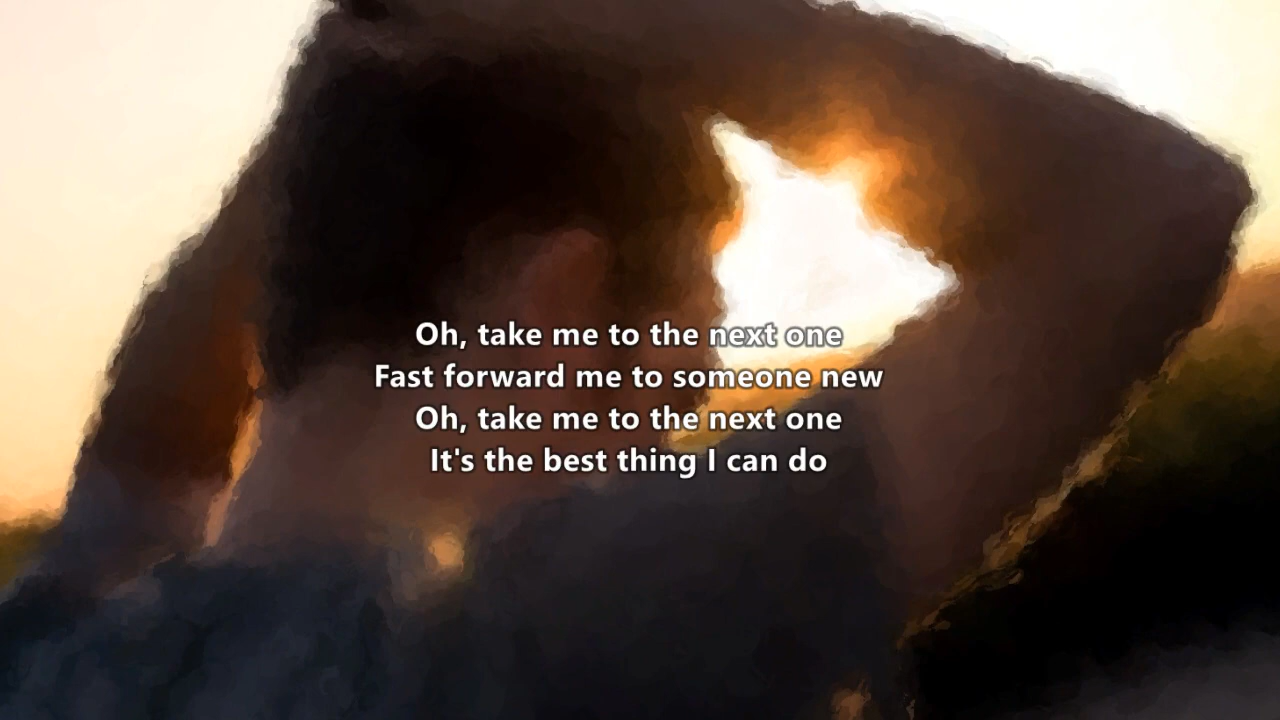 Oh, take me to the next one
Fast forward me to someone new
Oh, take me to the next one
It's the best thing I can do